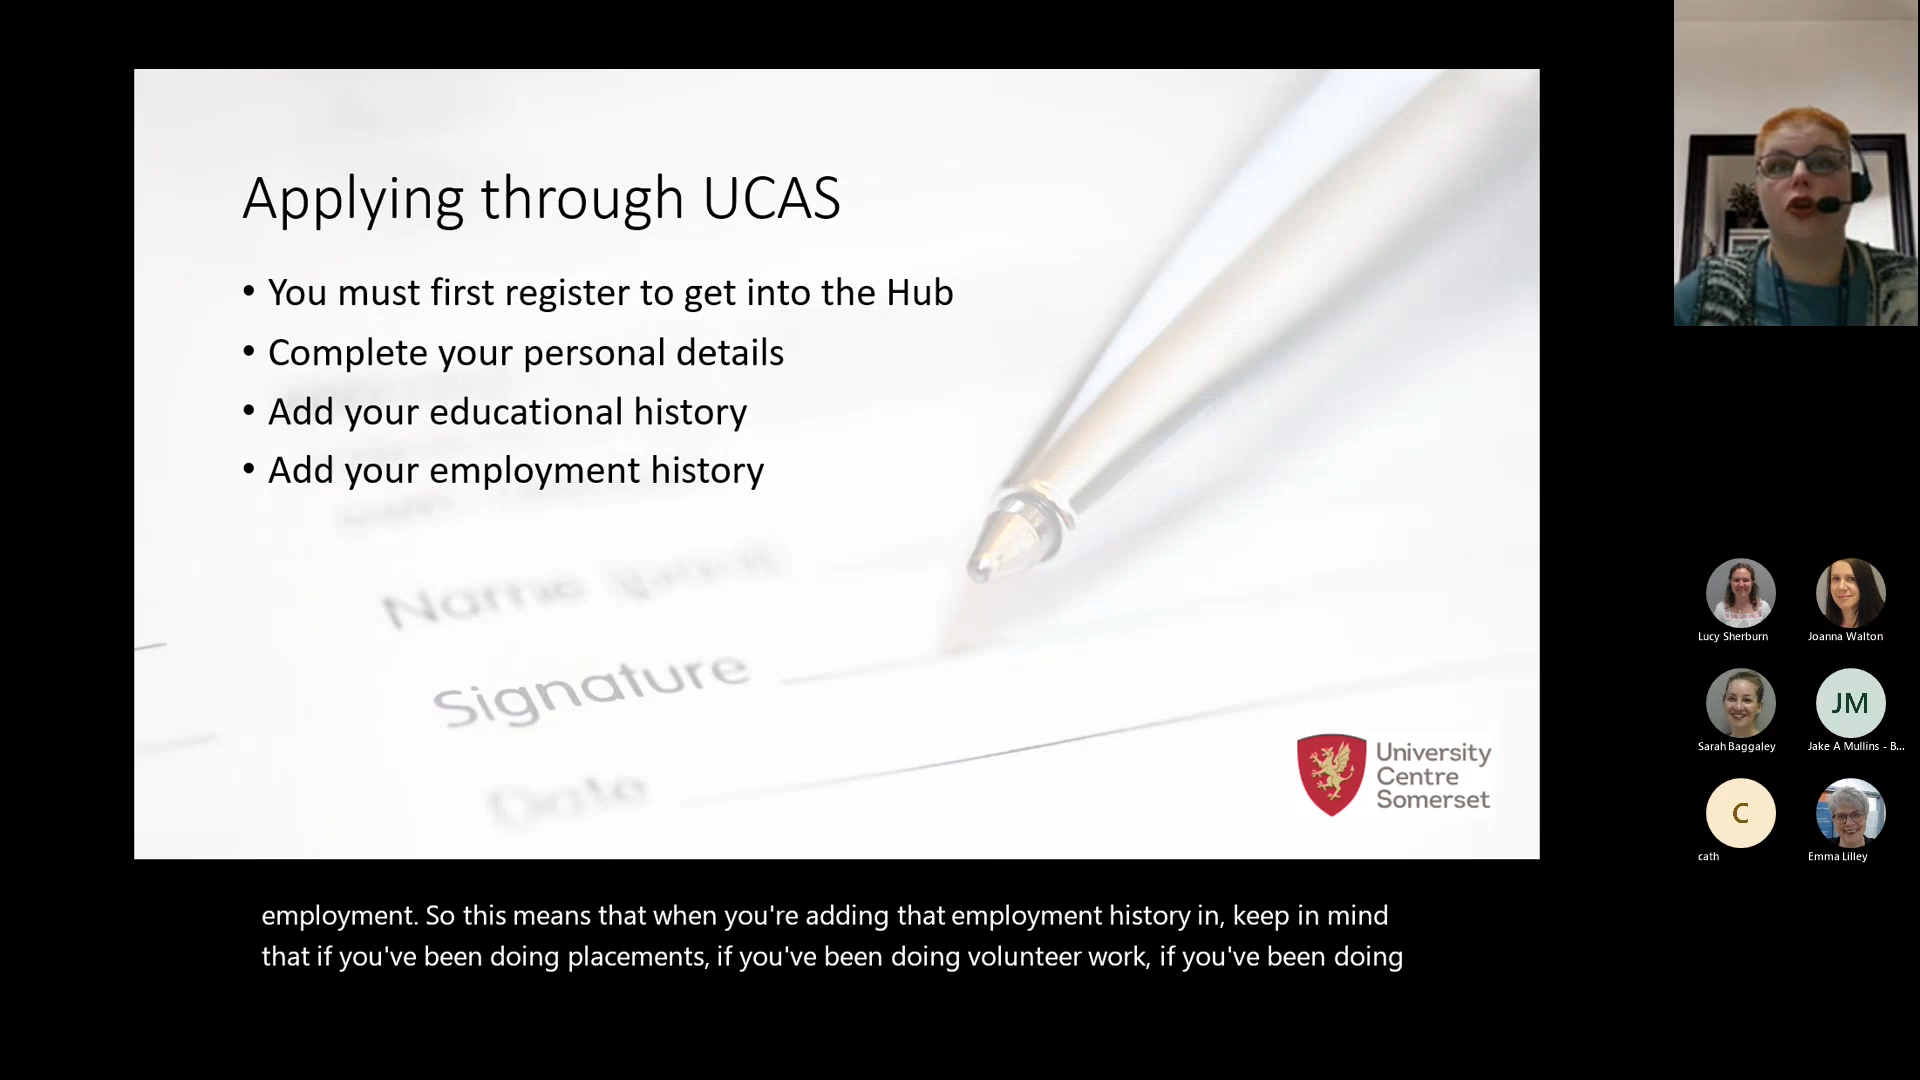 Applying through UCAS
• You must first register to get into the Hub
• Complete your personal details
• Add your educational history
• Add your employment history
Name
Signature
Date
University
Centre
Somerset
Lucy Sherburn
Joanna Walton
JM
Sarah Baggaley
Jake A Mullins - B...
C
cath
Emma Lilley
employment. So this means that when you're adding that employment history in, keep in mind
that if you've been doing placements, if you've been doing volunteer work, if you've been doing